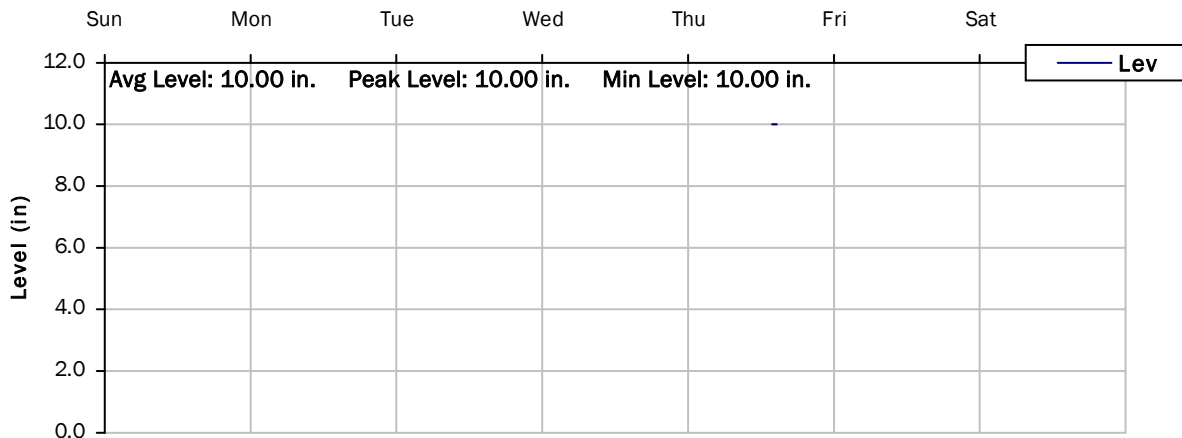 Sun Mon Tue Wed Thu Fri Sat
12.0
Avg Level: 10.00 in. Peak Level: 10.00 in. Min Level: 10.00 in.
Lev
10.0
8.0
6.0
4.0
2.0
0.0
Level (in)